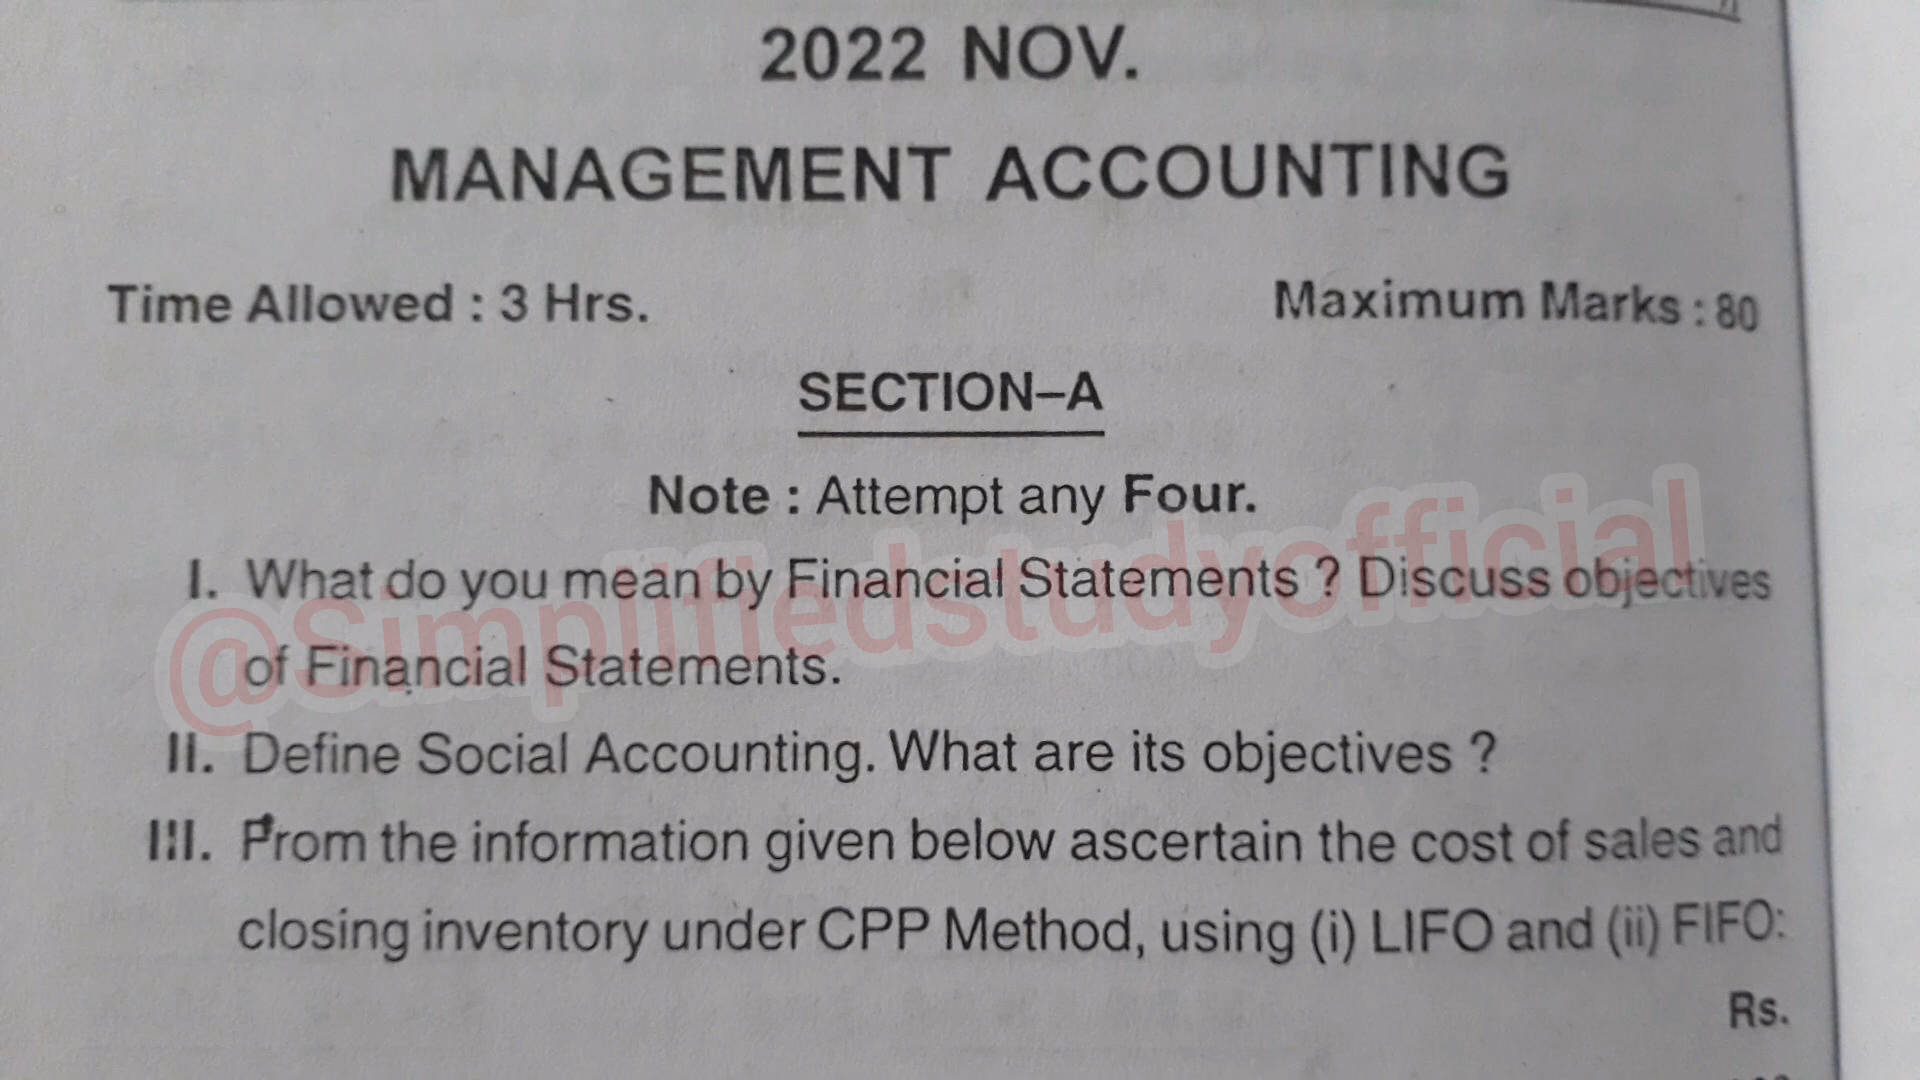 2022 NOV.
MANAGEMENT ACCOUNTING
Time Allowed : 3 Hrs. Maximum Marks : 80
SECTION–A
Note : Attempt any Four.
I. What do you mean by Financial Statements ? Discuss objectives
of Financial Statements.
@Simplifiedstudyofficial
II. Define Social Accounting. What are its objectives ?
III. From the information given below ascertain the cost of sales and
closing inventory under CPP Method, using (i) LIFO and (ii) FIFO:
Rs.